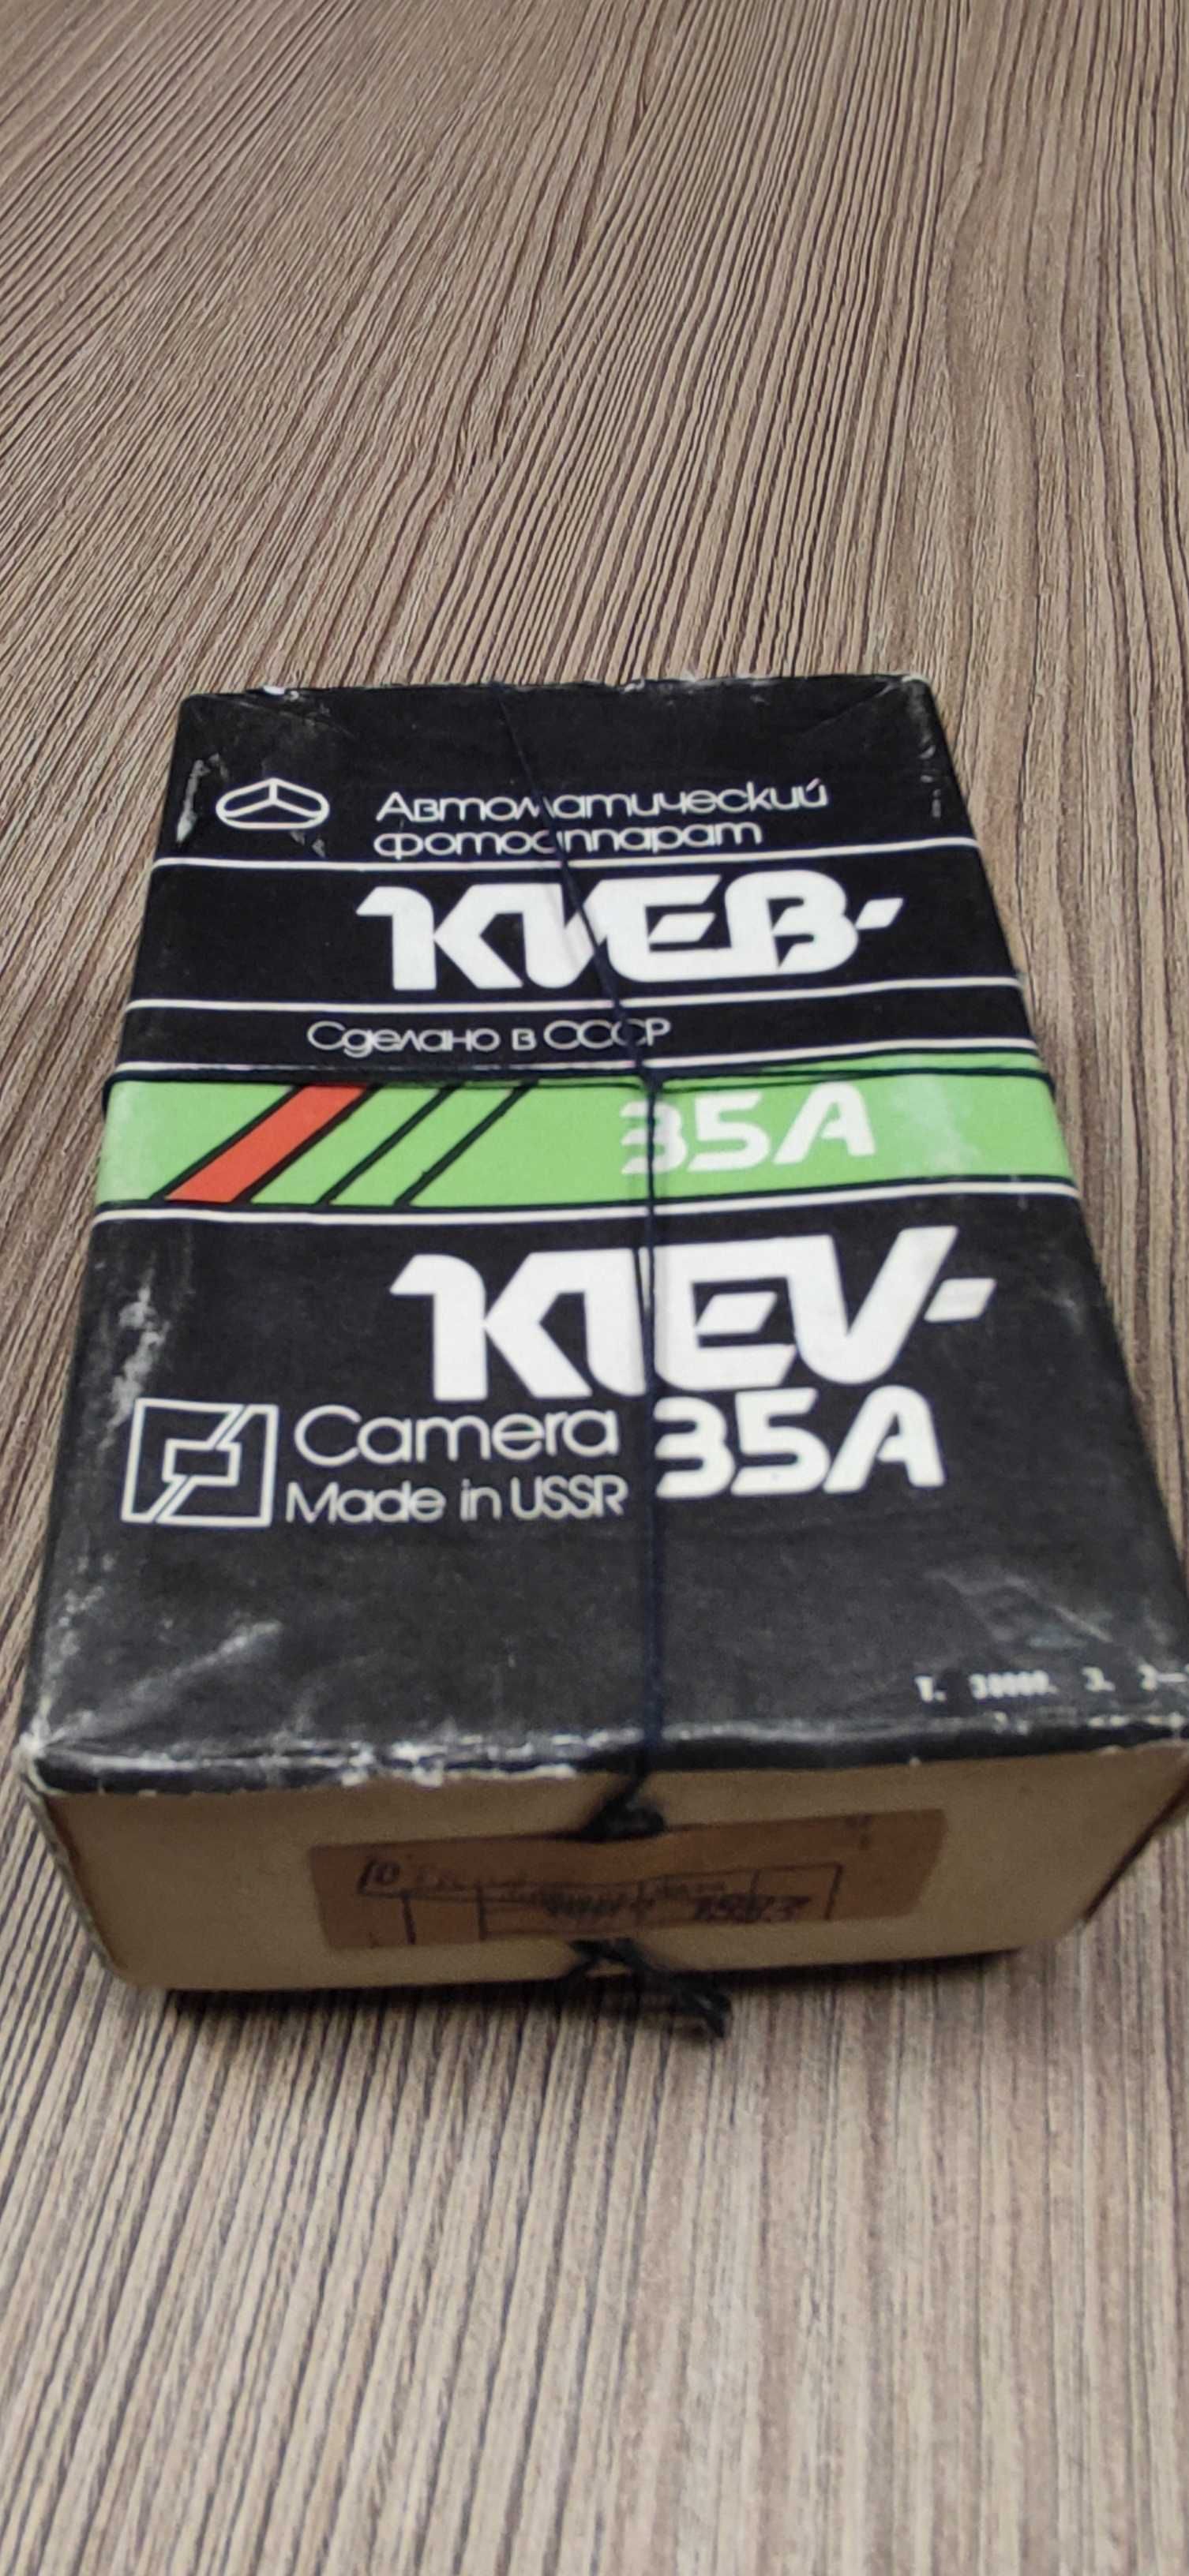 Автоматический
фотоаппарат
КИЕВ-
Сделано в СССР
35А
KIEV-
Camera 35A
Made in USSR